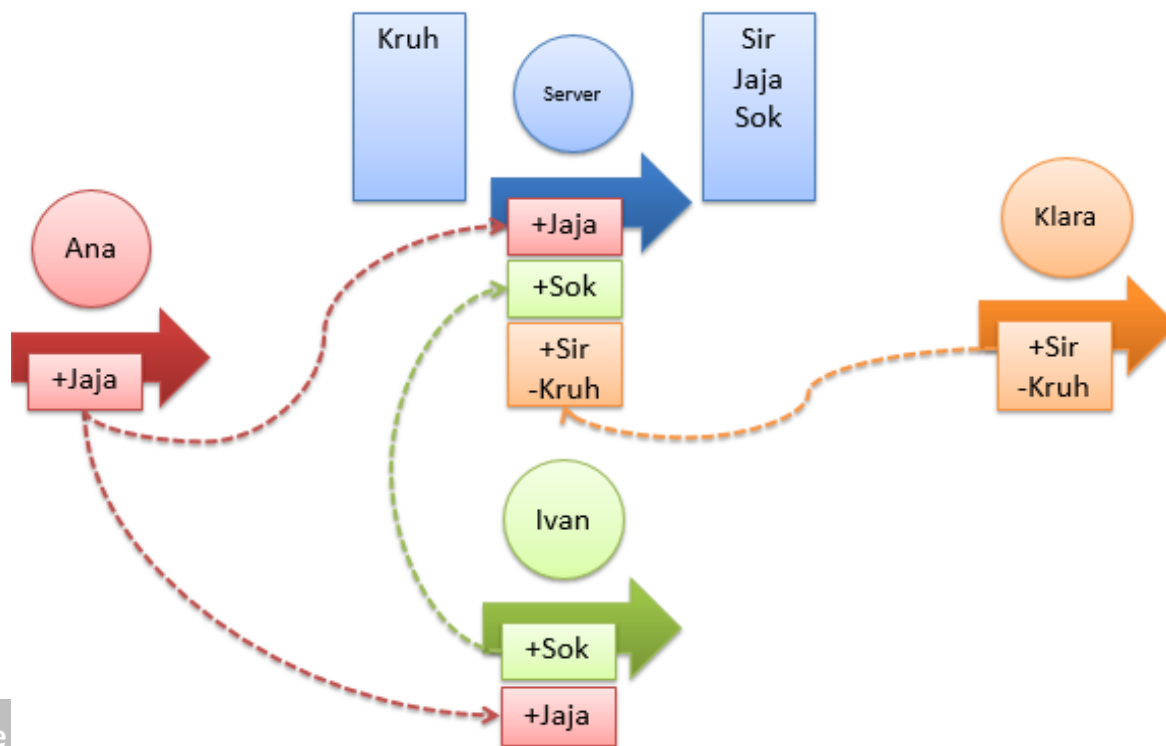 Kruh
Server
Sir
Jaja
Sok
Ana
+Jaja
+Jaja
+Sok
+Sir
-Kruh
Klara
+Sir
-Kruh
Ivan
+Sok
+Jaja
e